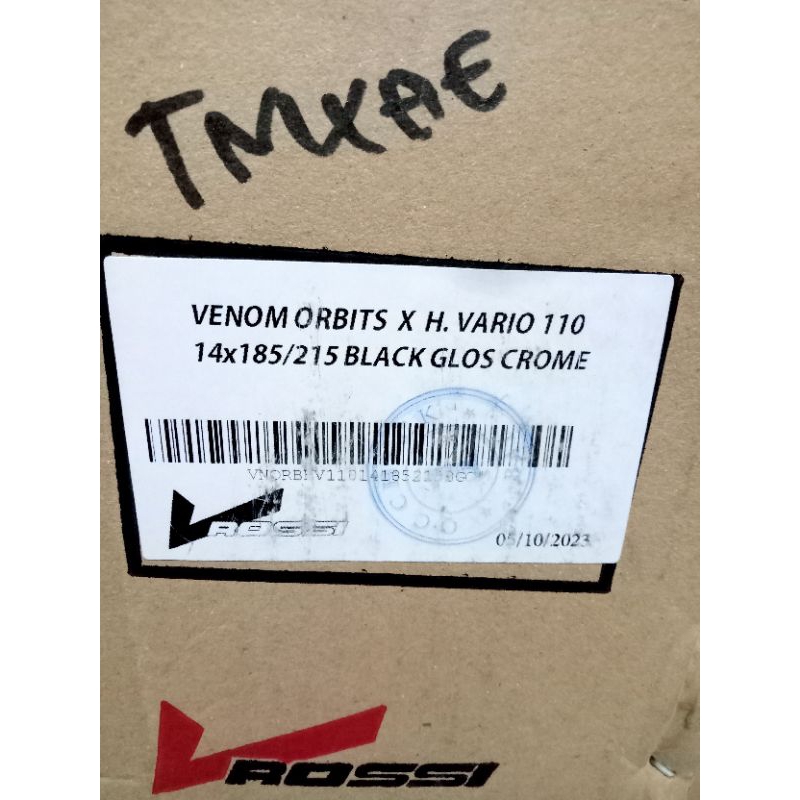 TMXAE
VENOM ORBITS X H. VARIO 110
14x185/215 BLACK GLOS CROME
ROSSI
05/10/2023
ROSSI